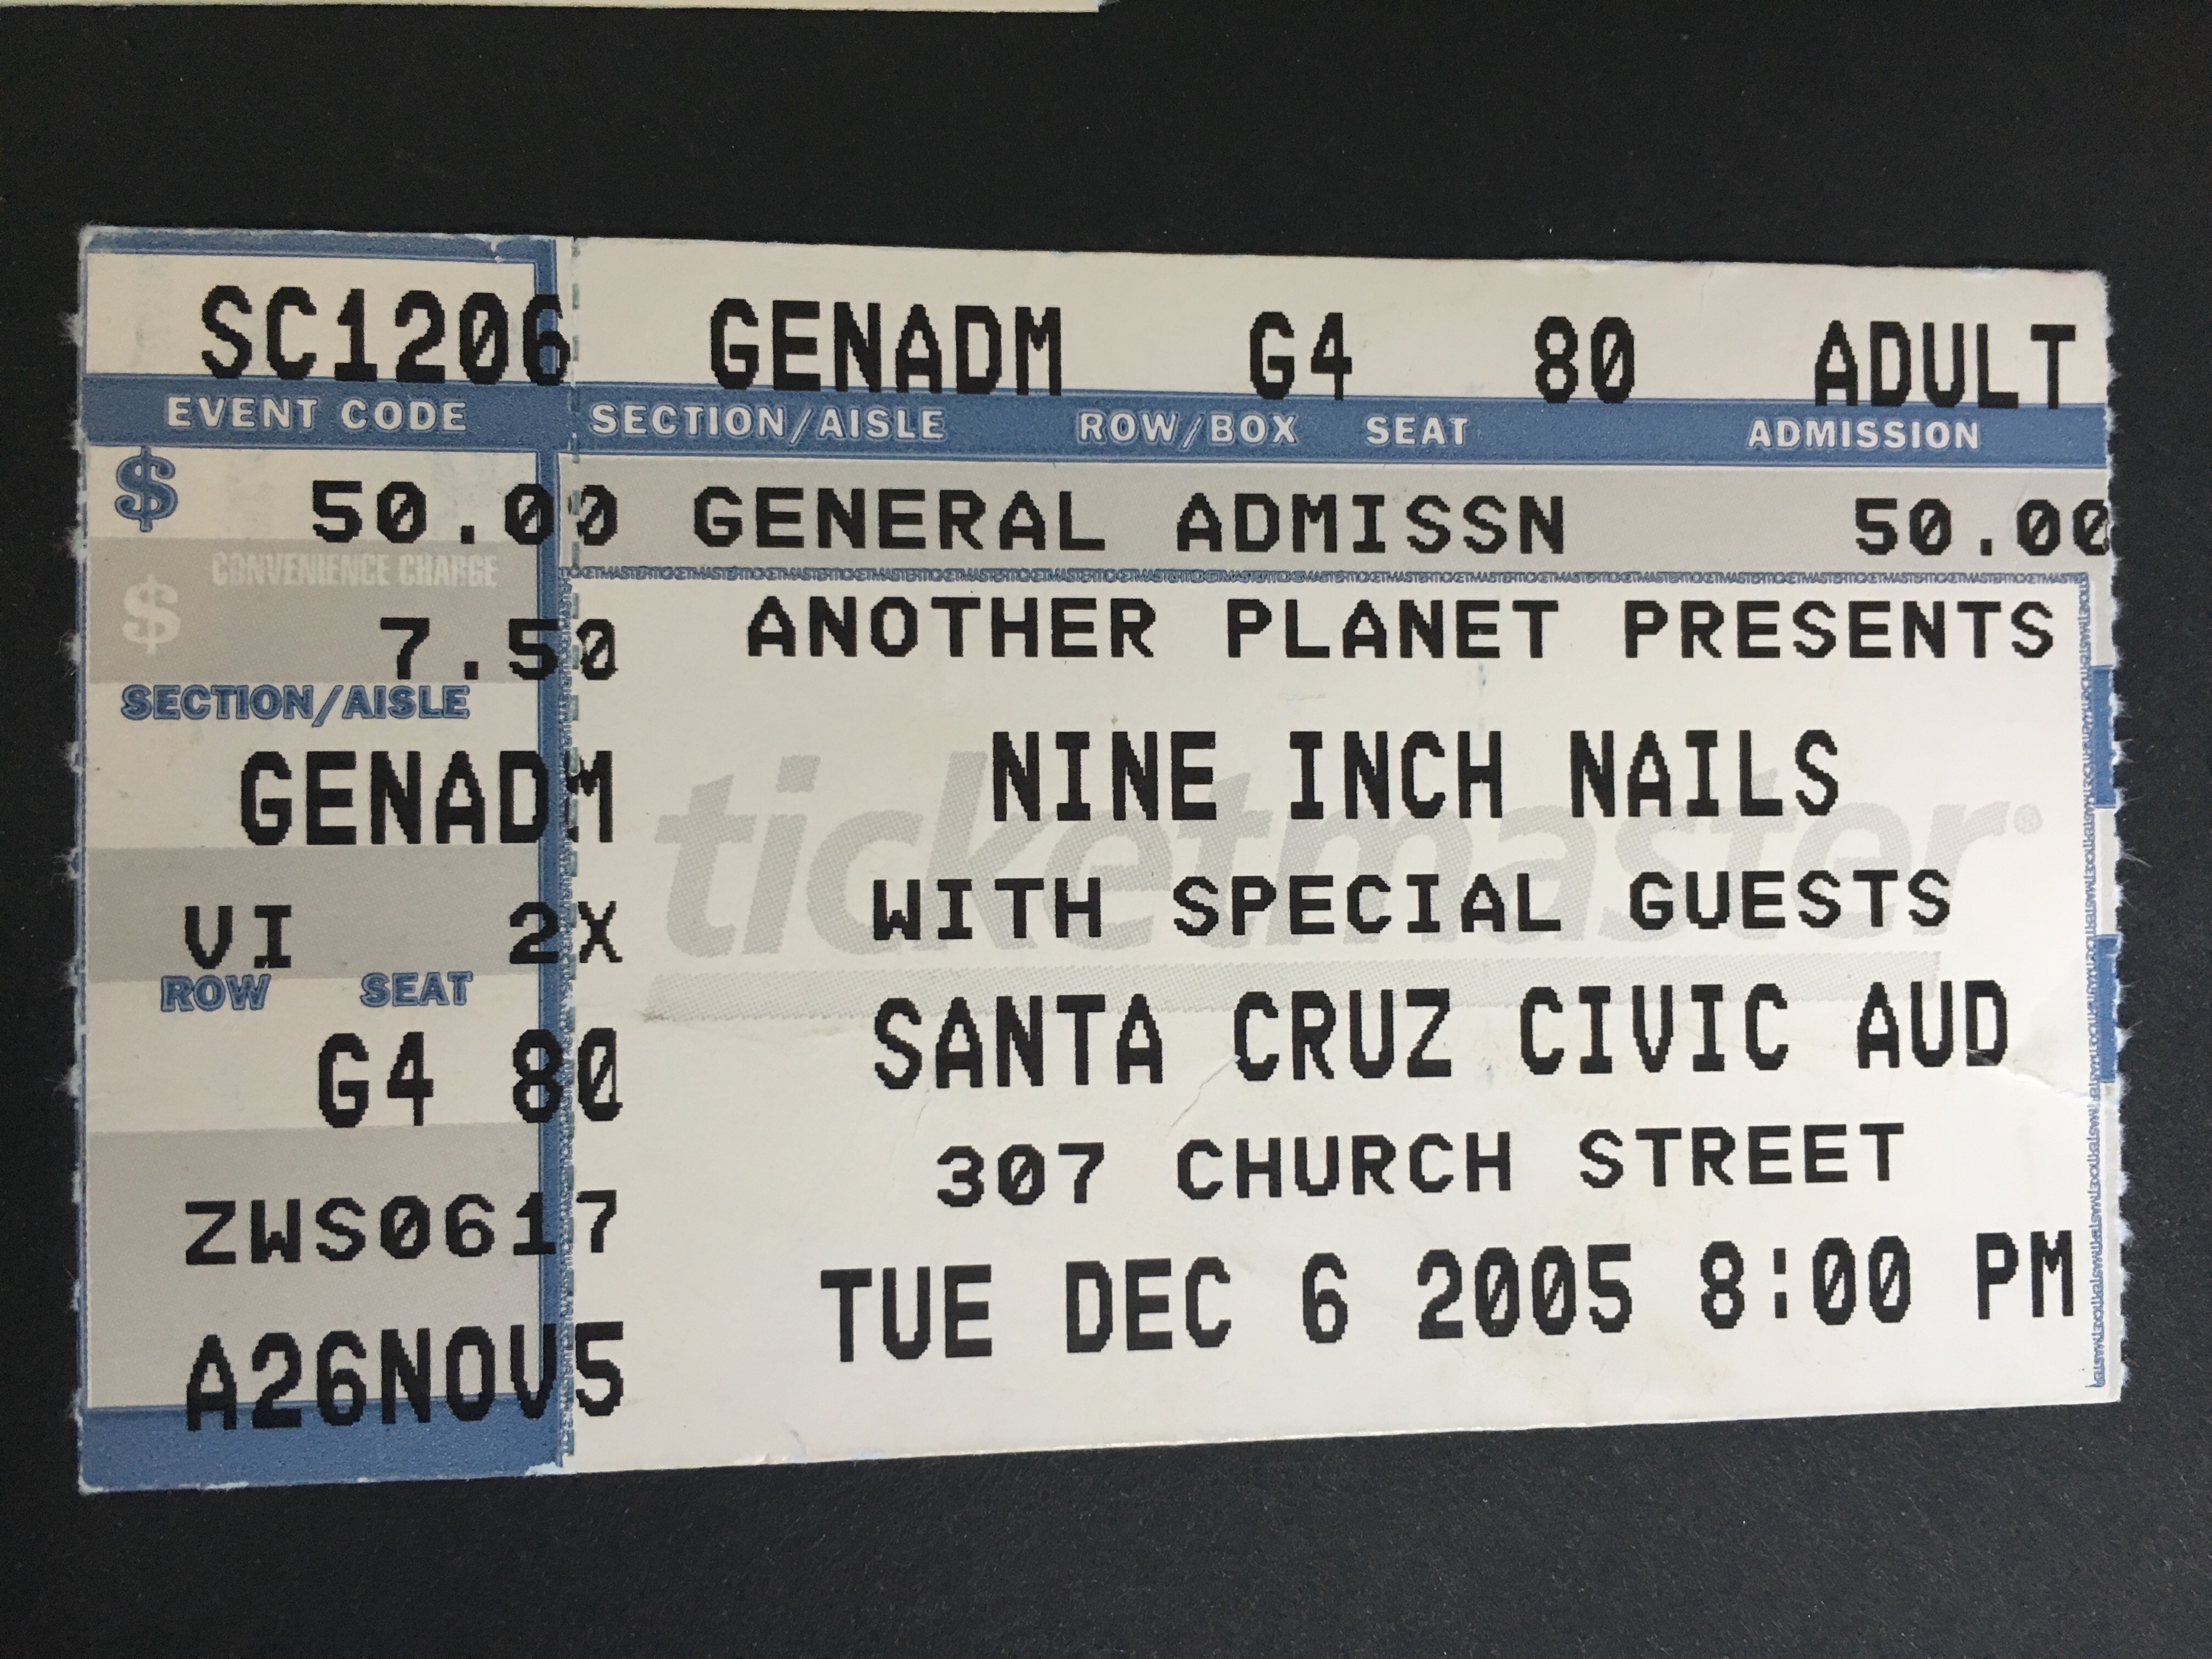 SC1206 GENADM G4 80 ADULT
EVENT CODE SECTION/AISLE ROW/BOX SEAT ADMISSION
$ 50.00 GENERAL ADMISSN 50.00
CONVENIENCE CHARGE
$ 7.50
SECTION/AISLE
GENADM
VI 2X
ROW SEAT
G4 80
ZWS0617
A26NOV5
ANOTHER PLANET PRESENTS
NINE INCH NAILS
ticketmaster®
WITH SPECIAL GUESTS
SANTA CRUZ CIVIC AUD
307 CHURCH STREET
TUE DEC 6 2005 8:00 PM